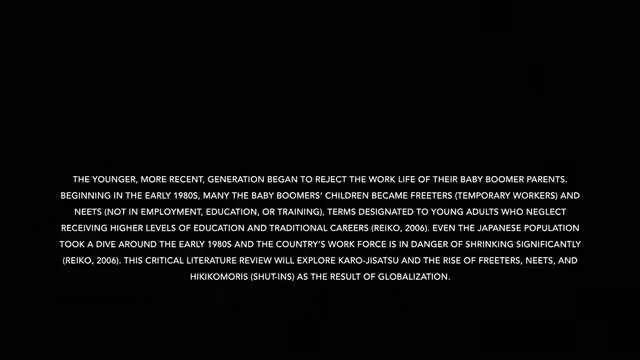 THE YOUNGER, MORE RECENT, GENERATION BEGAN TO REJECT THE WORK LIFE OF THEIR BABY BOOMER PARENTS.
BEGINNING IN THE EARLY 1980S, MANY THE BABY BOOMERS' CHILDREN BECAME FREETERS (TEMPORARY WORKERS) AND
NEETS (NOT IN EMPLOYMENT, EDUCATION, OR TRAINING), TERMS DESIGNATED TO YOUNG ADULTS WHO NEGLECT
RECEIVING HIGHER LEVELS OF EDUCATION AND TRADITIONAL CAREERS (REIKO, 2006). EVEN THE JAPANESE POPULATION
TOOK A DIVE AROUND THE EARLY 1980S AND THE COUNTRY'S WORK FORCE IS IN DANGER OF SHRINKING SIGNIFICANTLY
(REIKO, 2006). THIS CRITICAL LITERATURE REVIEW WILL EXPLORE KARO-JISATSU AND THE RISE OF FREETERS, NEETS, AND
HIKIKOMORIS (SHUT-INS) AS THE RESULT OF GLOBALIZATION.